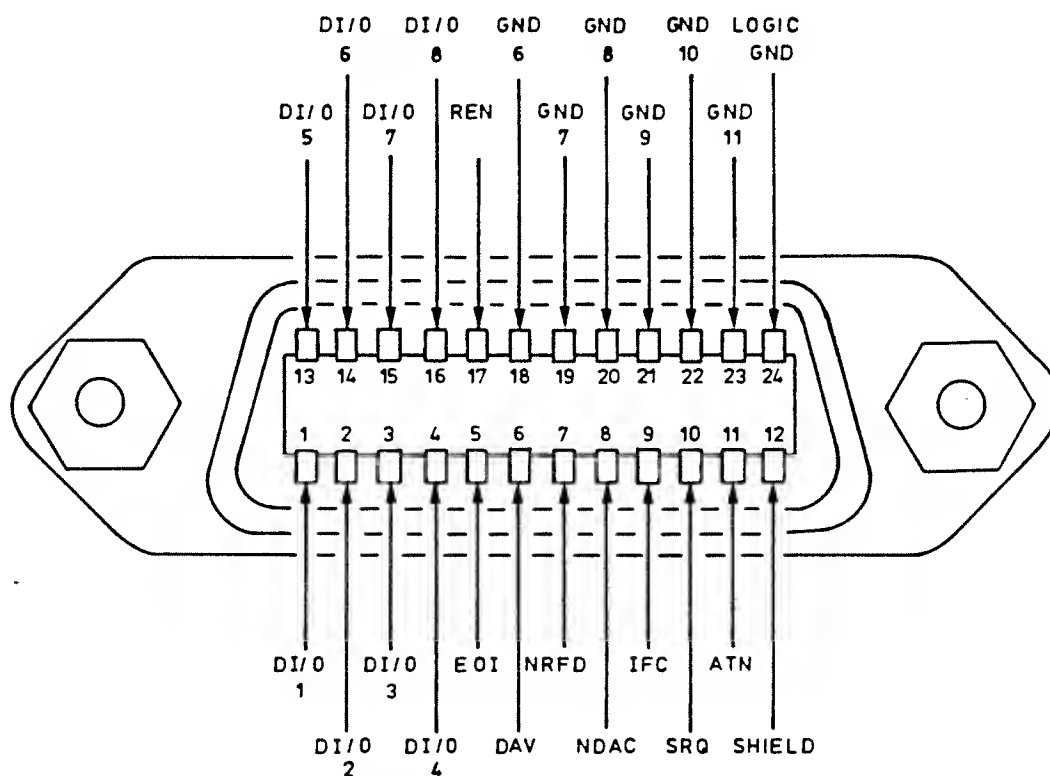 DI/O DI/O GND GND GND LOGIC
6 8 6 8 10 GND
DI/O DI/O REN GND GND GND
5 7 7 9 11
13 14 15 16 17 18 19 20 21 22 23 24
1 2 3 4 5 6 7 8 9 10 11 12
DI/O DI/O EOI NRFD IFC ATN
1 3
DI/O DI/O DAV NDAC SRQ SHIELD
2 4